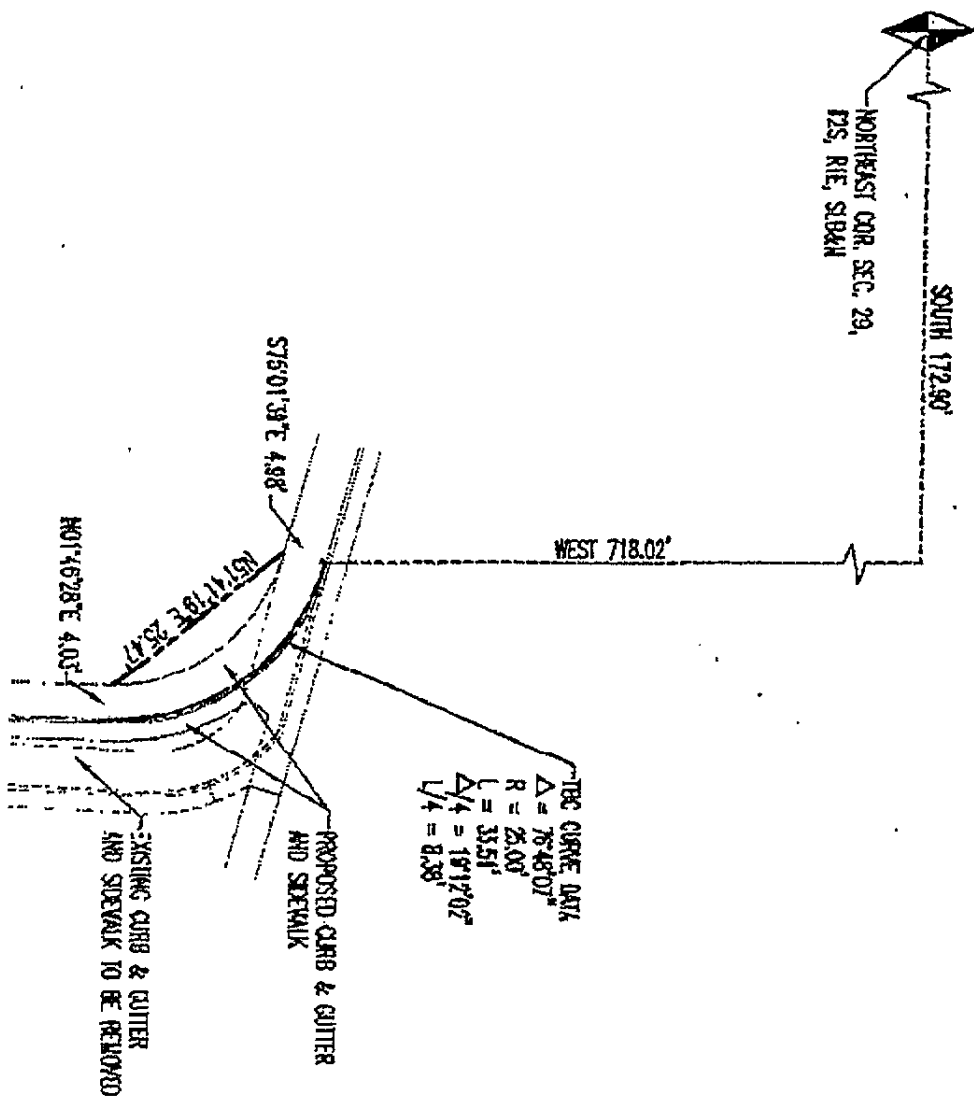 NORTHEAST COR. SEC. 29,
T2S, R1E, SLB&M
SOUTH 172.90'
WEST 718.02'
S75°01'39"E 4.98'
N51°41'19"E 25.47'
N01°46'28"E 4.03'
TBC CURVE DATA
Δ = 76°48'07"
R = 25.00'
L = 33.51'
Δ/4 = 19°12'02"
L/4 = 8.38'
PROPOSED CURB & GUTTER
AND SIDEWALK
EXISTING CURB & GUTTER
AND SIDEWALK TO BE REMOVED